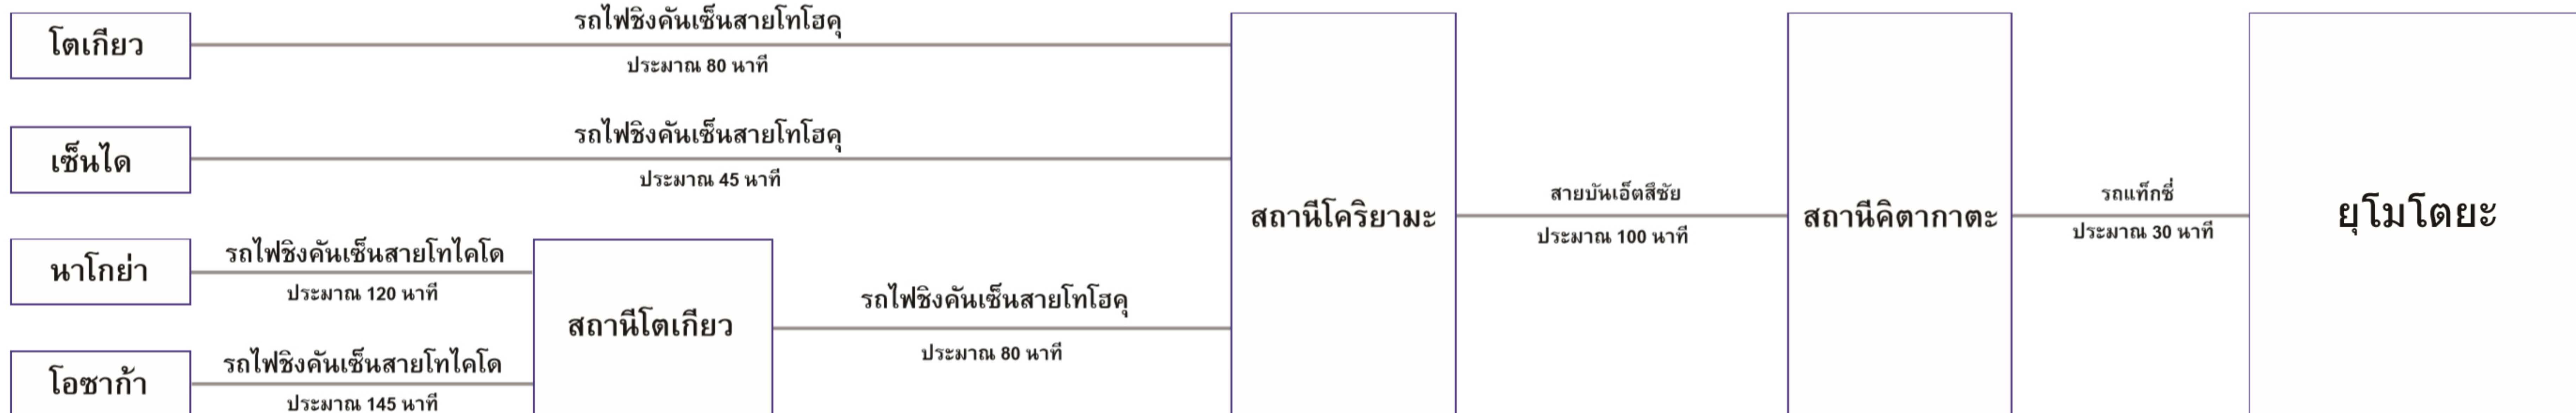 โตเกียว
รถไฟชิงคันเซ็นสายโทโฮคุ
ประมาณ 80 นาที
เซ็นได
รถไฟชิงคันเซ็นสายโทโฮคุ
ประมาณ 45 นาที
นาโกย่า
รถไฟชิงคันเซ็นสายโทไคโด
ประมาณ 120 นาที
โอซาก้า
รถไฟชิงคันเซ็นสายโทไคโด
ประมาณ 145 นาที
สถานีโตเกียว
รถไฟชิงคันเซ็นสายโทโฮคุ
ประมาณ 80 นาที
สถานีโคริยามะ
สายบันเอ็ตสึซัย
ประมาณ 100 นาที
สถานีคิตากาตะ
รถแท็กซี่
ประมาณ 30 นาที
ยุโมโตยะ